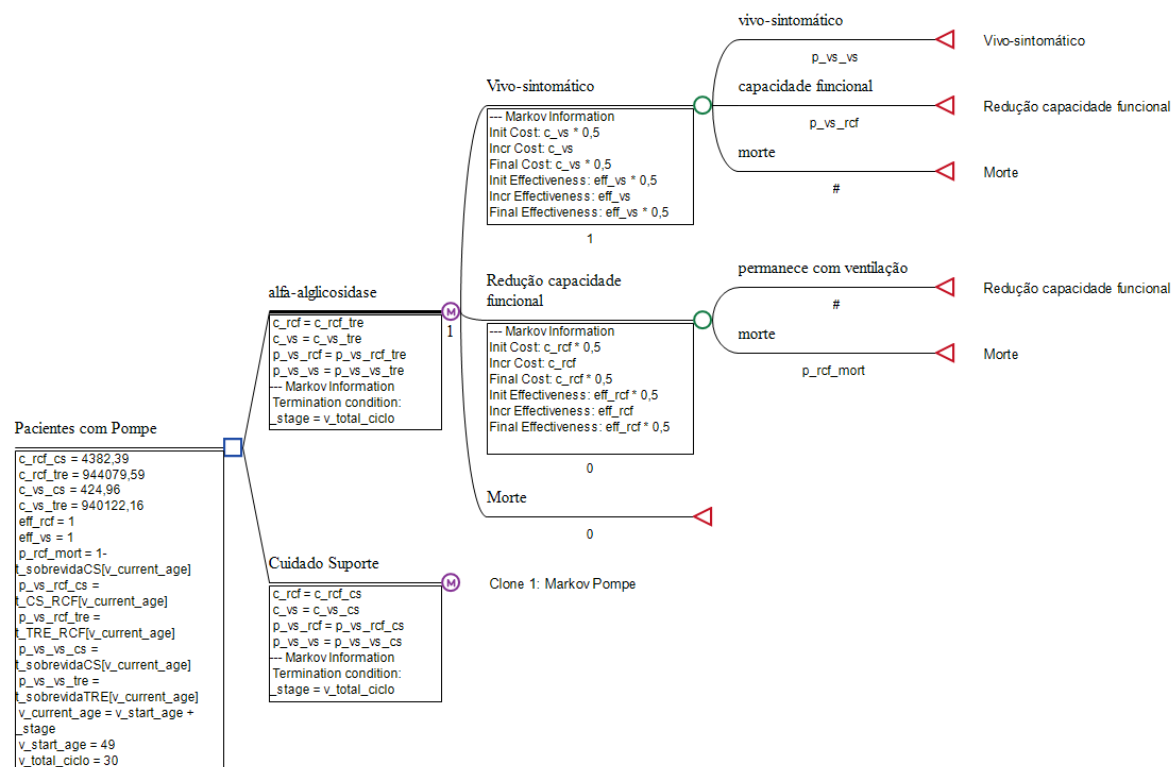 Pacientes com Pompe
c_rcf_cs = 4382,39
c_rcf_tre = 944079,59
c_vs_cs = 424,96
c_vs_tre = 940122,16
eff_rcf = 1
eff_vs = 1
p_rcf_mort = 1-
t_sobrevidaCS[v_current_age]
p_vs_rcf_cs =
t_CS_RCF[v_current_age]
p_vs_rcf_tre =
t_TRE_RCF[v_current_age]
p_vs_vs_cs =
t_sobrevidaCS[v_current_age]
p_vs_vs_tre =
t_sobrevidaTRE[v_current_age]
v_current_age = v_start_age +
_stage
v_start_age = 49
v_total_ciclo = 30
alfa-alglicosidase
c_rcf = c_rcf_tre
c_vs = c_vs_tre
p_vs_rcf = p_vs_rcf_tre
p_vs_vs = p_vs_vs_tre
--- Markov Information
Termination condition:
_stage = v_total_ciclo
M
1
Vivo-sintomático
--- Markov Information
Init Cost: c_vs * 0,5
Incr Cost: c_vs
Final Cost: c_vs * 0,5
Init Effectiveness: eff_vs * 0,5
Incr Effectiveness: eff_vs
Final Effectiveness: eff_vs * 0,5
1
vivo-sintomático
p_vs_vs
Vivo-sintomático
capacidade funcional
p_vs_rcf
Redução capacidade funcional
morte
#
Morte
Redução capacidade
funcional
--- Markov Information
Init Cost: c_rcf * 0,5
Incr Cost: c_rcf
Final Cost: c_rcf * 0,5
Init Effectiveness: eff_rcf * 0,5
Incr Effectiveness: eff_rcf
Final Effectiveness: eff_rcf * 0,5
0
permanece com ventilação
#
Redução capacidade funcional
morte
p_rcf_mort
Morte
Morte
0
Cuidado Suporte
c_rcf = c_rcf_cs
c_vs = c_vs_cs
p_vs_rcf = p_vs_rcf_cs
p_vs_vs = p_vs_vs_cs
--- Markov Information
Termination condition:
_stage = v_total_ciclo
M
Clone 1: Markov Pompe